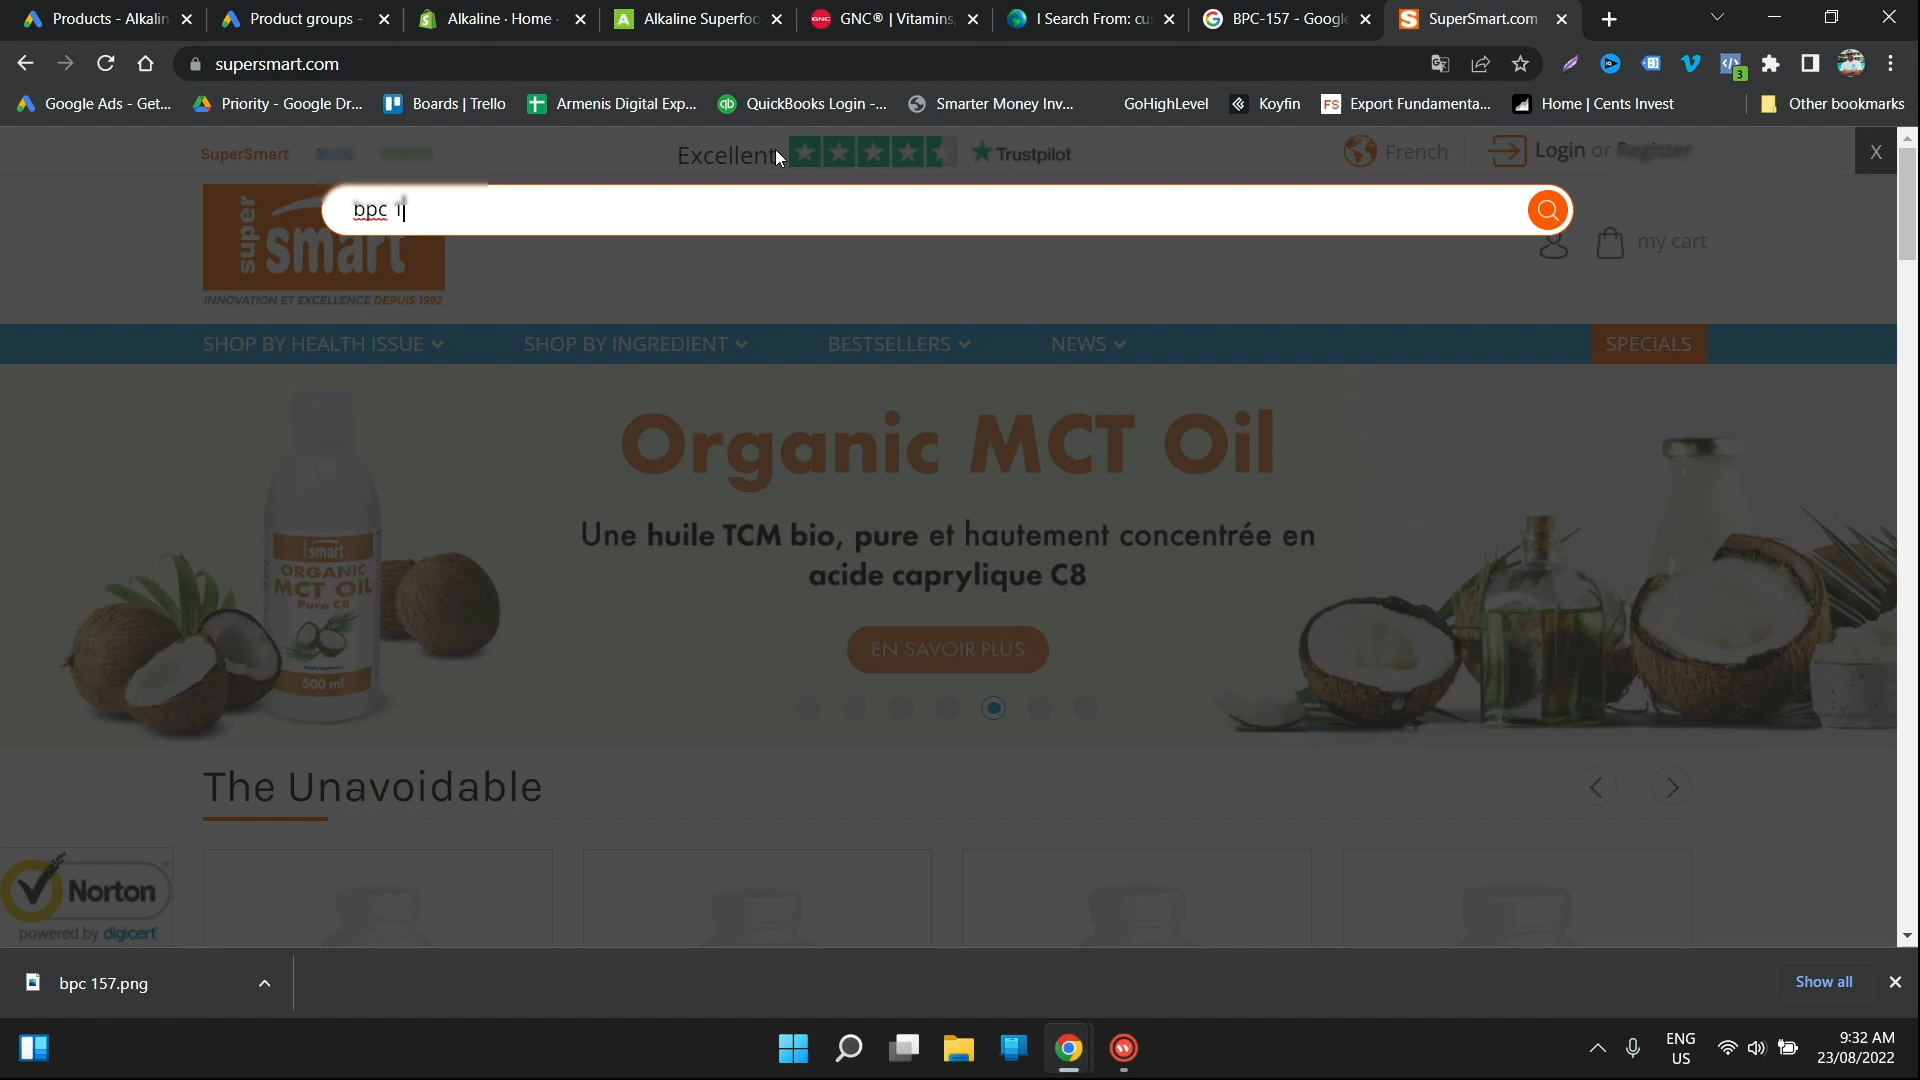 Products - Alkalin
Product groups -
Alkaline · Home ·
Alkaline Superfoo
GNC® | Vitamins,
I Search From: cu
BPC-157 - Google
SuperSmart.com
supersmart.com
3
Google Ads - Get...
Priority - Google Dr...
Boards | Trello
Armenis Digital Exp...
QuickBooks Login -...
Smarter Money Inv...
GoHighLevel
Koyfin
FS Export Fundamenta...
Home | Cents Invest
Other bookmarks
SuperSmart
BLOG
Excellent
Trustpilot
French
Login or Register
X
bpc 1
super smart
my cart
INNOVATION ET EXCELLENCE DEPUIS 1992
SHOP BY HEALTH ISSUE
SHOP BY INGREDIENT
BESTSELLERS
NEWS
SPECIALS
Organic MCT Oil
Une huile TCM bio, pure et hautement concentrée en
acide caprylique C8
EN SAVOIR PLUS
smart
ORGANIC
MCT OIL
Pure C8
500 ml
The Unavoidable
Norton
powered by digicert
bpc 157.png
Show all
ENG
US
9:32 AM
23/08/2022